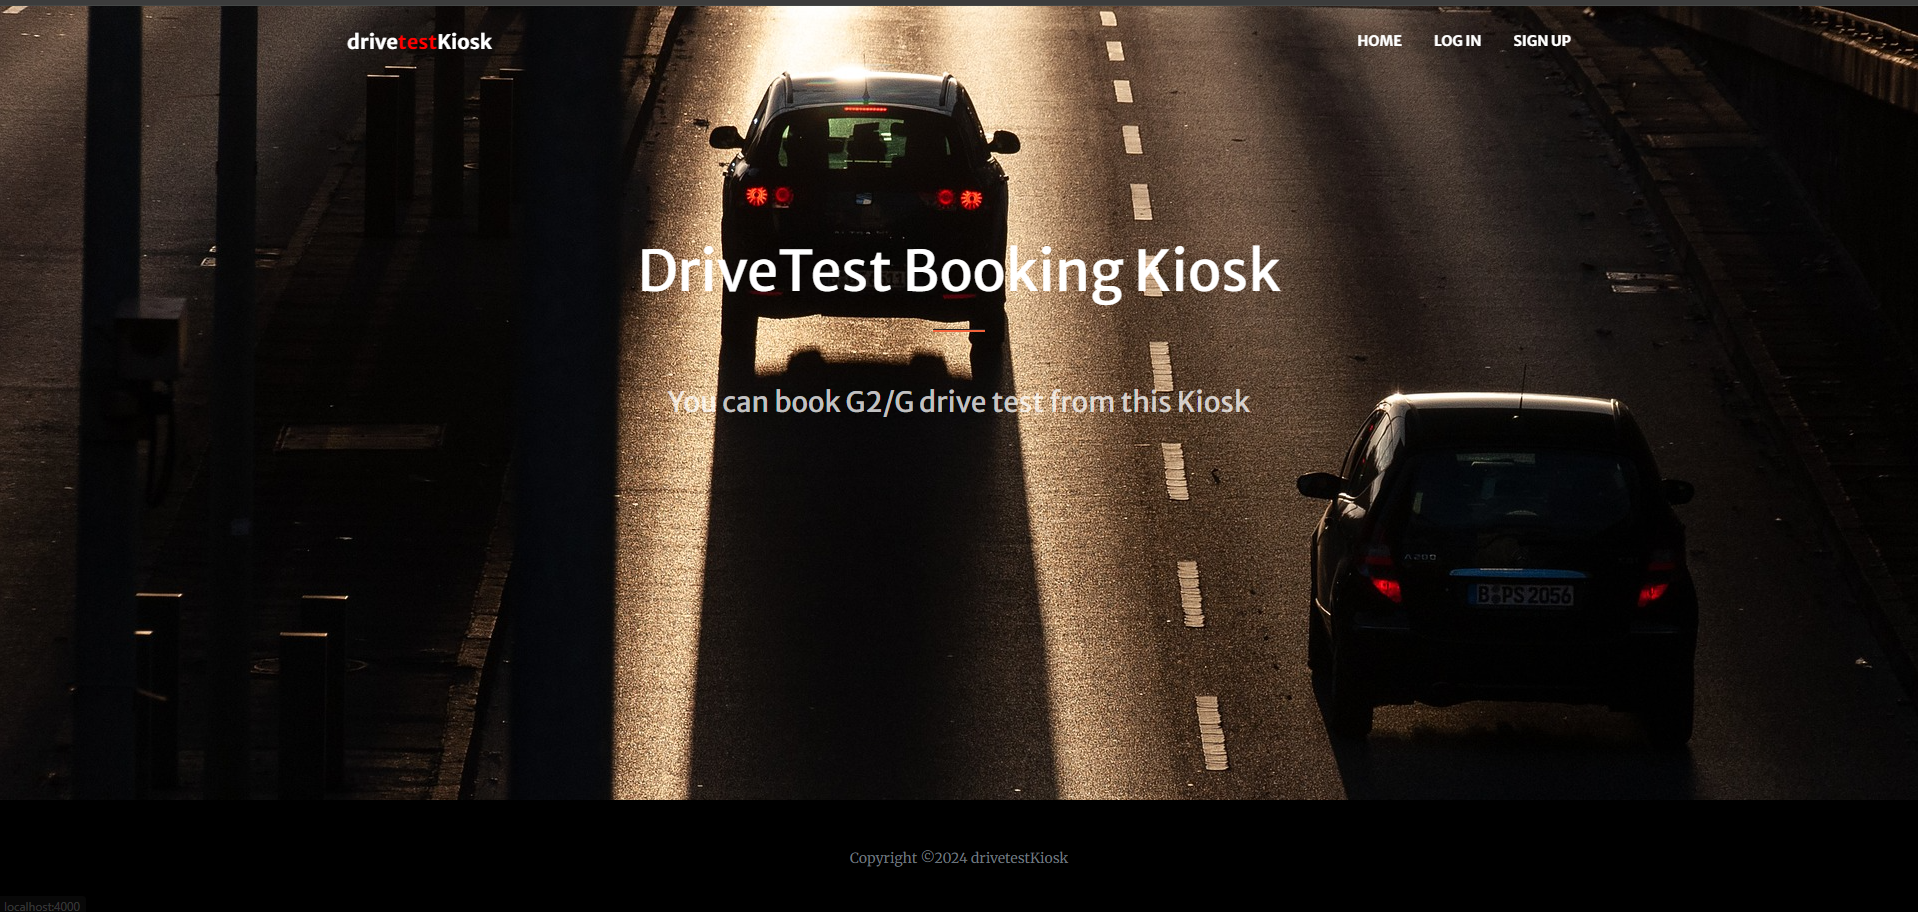 drivetestKiosk
HOME LOG IN SIGN UP
DriveTest Booking Kiosk
You can book G2/G drive test from this Kiosk
B PS 2056
Copyright ©2024 drivetestKiosk
localhost:4000